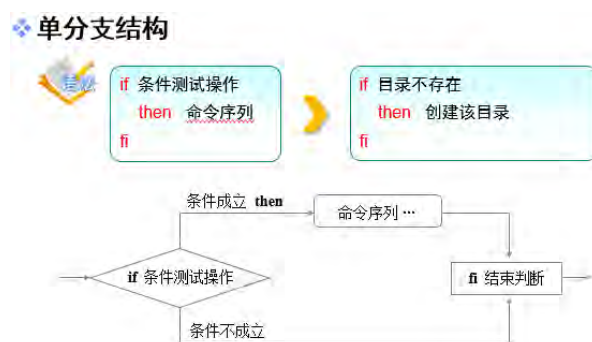 单分支结构
if 条件测试操作
then 命令序列
fi
if 目录不存在
then 创建该目录
fi
条件成立 then
命令序列 ...
if 条件测试操作
fi 结束判断
条件不成立